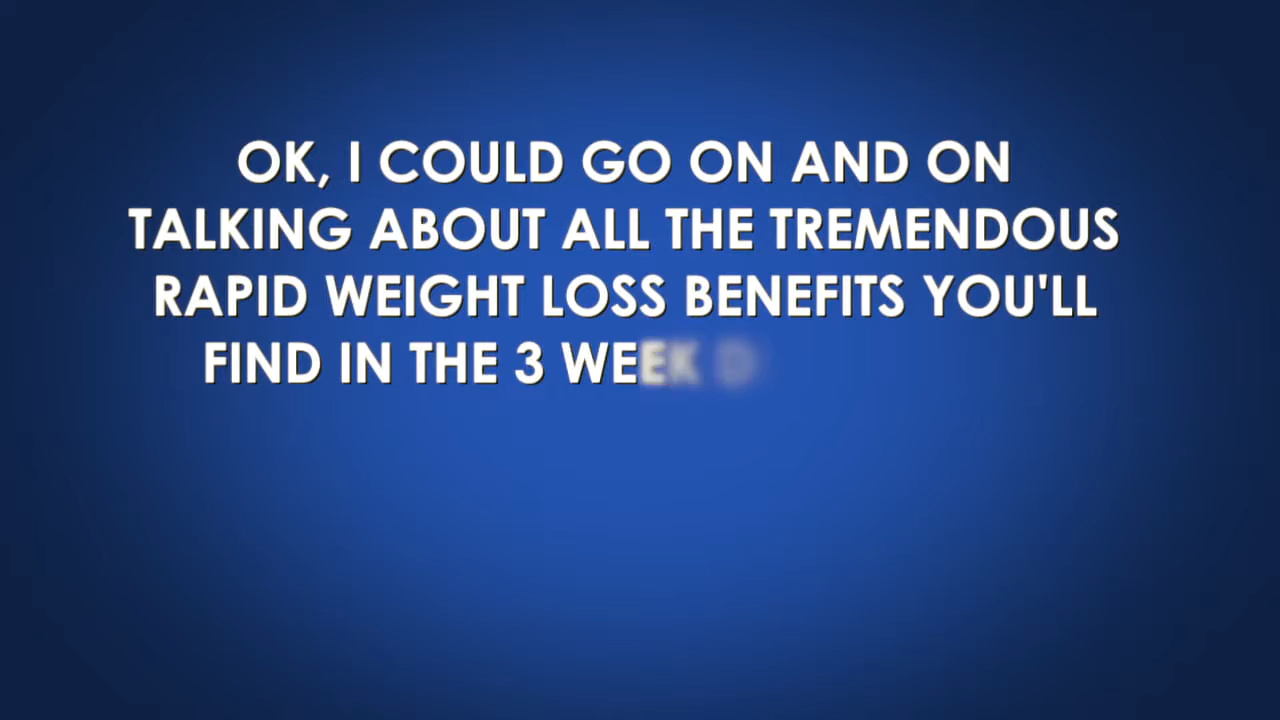 OK, I COULD GO ON AND ON
TALKING ABOUT ALL THE TREMENDOUS
RAPID WEIGHT LOSS BENEFITS YOU'LL
FIND IN THE 3 WEEK D